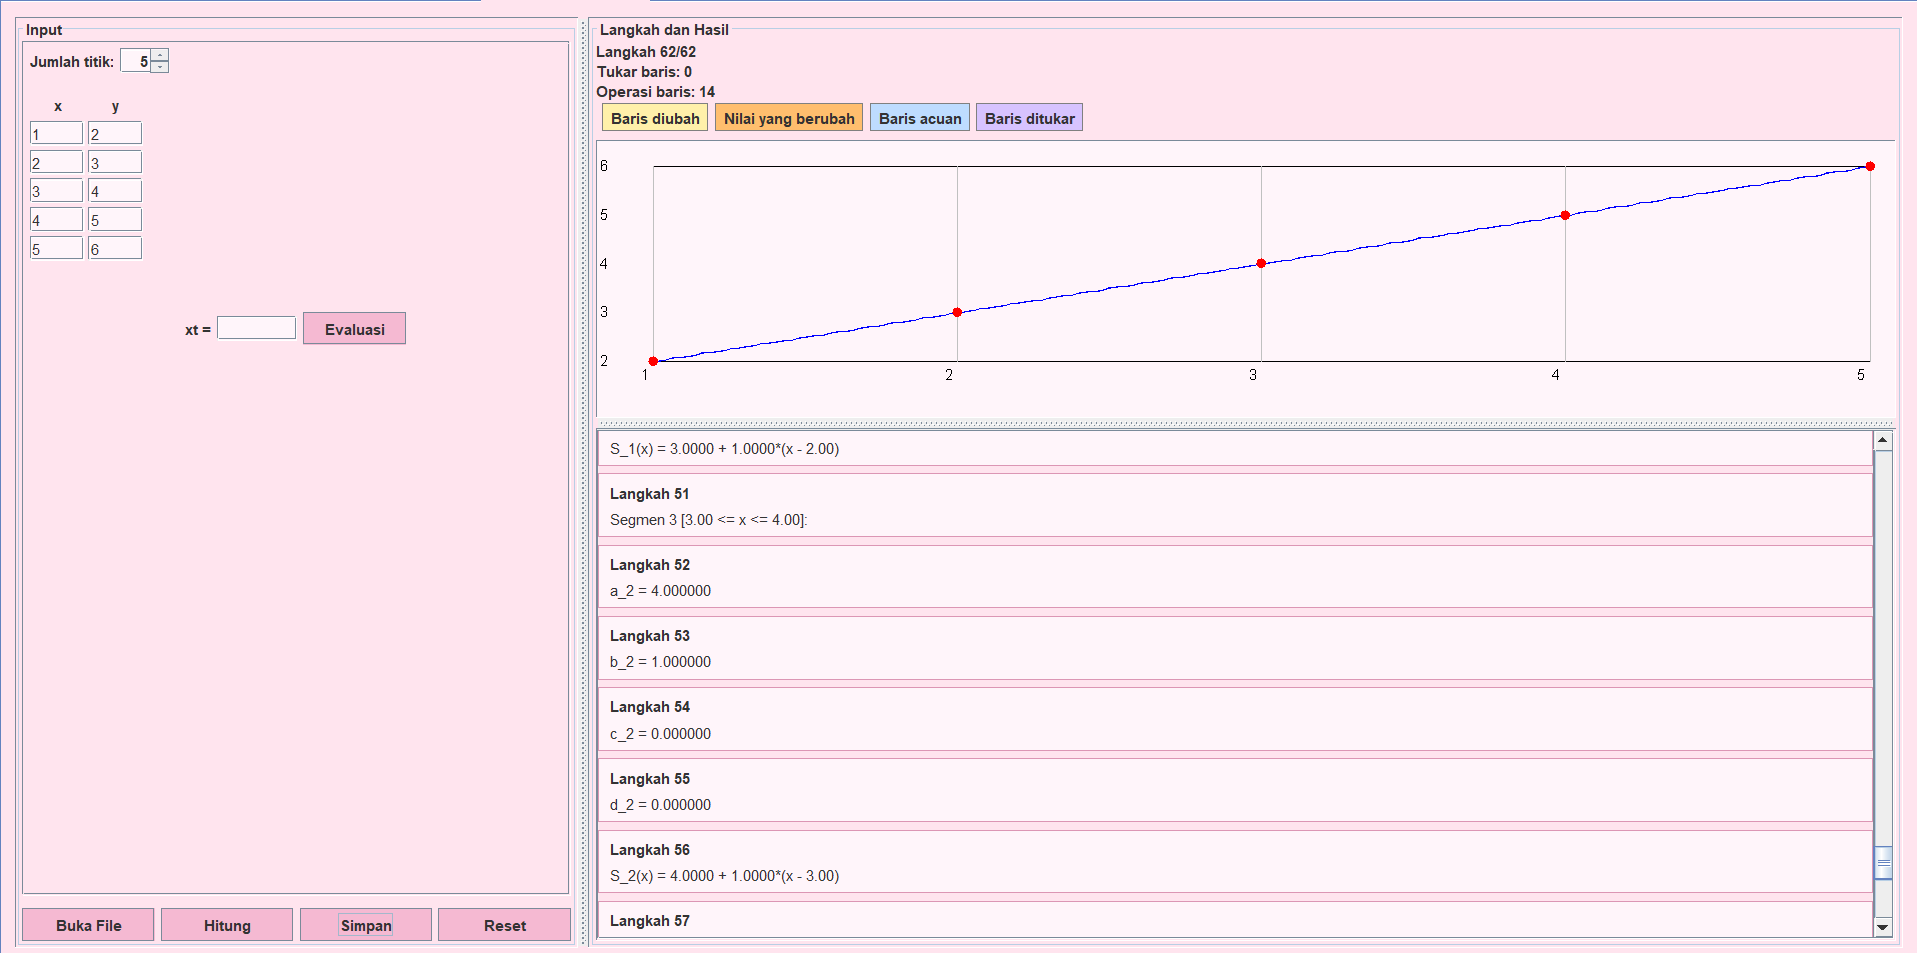 Input
Jumlah titik: 5
x y
1 2
2 3
3 4
4 5
5 6
xt = Evaluasi
Buka File Hitung Simpan Reset
Langkah dan Hasil
Langkah 62/62
Tukar baris: 0
Operasi baris: 14
Baris diubah Nilai yang berubah Baris acuan Baris ditukar
6
5
4
3
2
1 2 3 4 5
S_1(x) = 3.0000 + 1.0000*(x - 2.00)
Langkah 51
Segmen 3 [3.00 <= x <= 4.00]:
Langkah 52
a_2 = 4.000000
Langkah 53
b_2 = 1.000000
Langkah 54
c_2 = 0.000000
Langkah 55
d_2 = 0.000000
Langkah 56
S_2(x) = 4.0000 + 1.0000*(x - 3.00)
Langkah 57